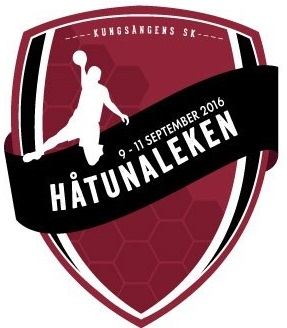 KUNGSÄNGENS SK
9 - 11 SEPTEMBER 2016
HÅTUNALEKEN